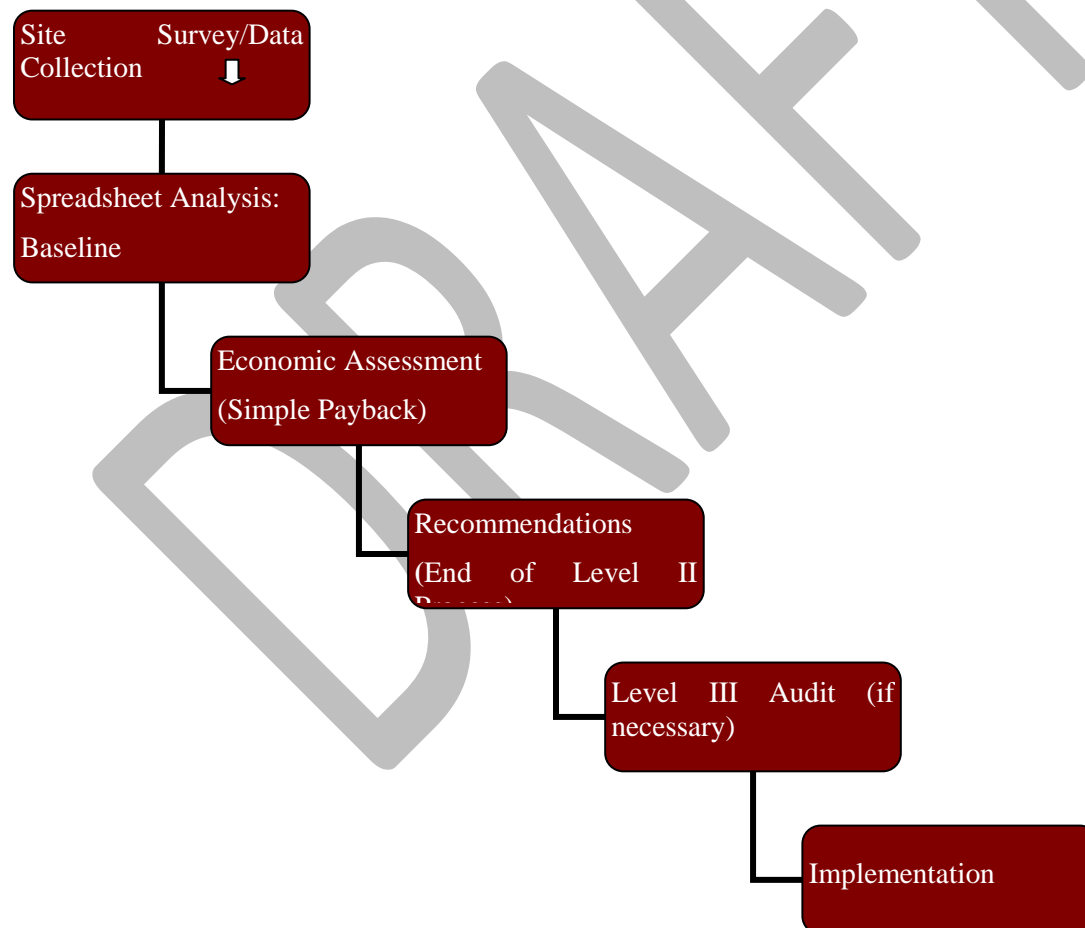 Site Survey/Data
Collection
Spreadsheet Analysis:
Baseline
Economic Assessment
(Simple Payback)
Recommendations
(End of Level II
Level III Audit (if
necessary)
Implementation
DRAFT